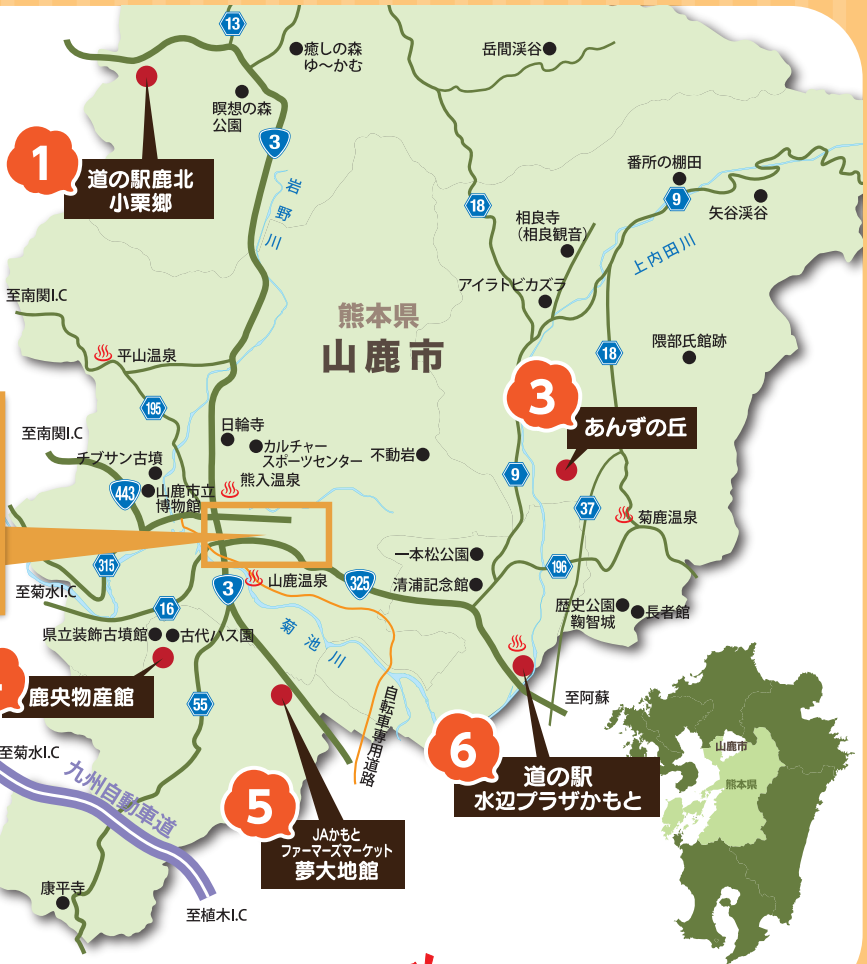 13
癒しの森
ゆ〜かむ
岳間渓谷
瞑想の森
公園
3
1
道の駅鹿北
小栗郷
岩野川
18
番所の棚田
9
矢谷渓谷
相良寺
（相良観音）
上内田川
アイラトビカズラ
至南関I.C
熊本県
山鹿市
平山温泉
18
隈部氏館跡
195
3
あんずの丘
至南関I.C
日輪寺
カルチャー
スポーツセンター
不動岩
チブサン古墳
熊入温泉
443
山鹿市立
博物館
9
37
菊鹿温泉
315
一本松公園
196
至菊水I.C
3
山鹿温泉
325
清浦記念館
16
歴史公園
鞠智城
長者館
県立装飾古墳館
古代ハス園
菊池川
鹿央物産館
55
自転車専用道路
至阿蘇
至菊水I.C
九州自動車道
6
道の駅
水辺プラザかもと
山鹿市
熊本県
5
JAかもと
ファーマーズマーケット
夢大地館
康平寺
至植木I.C